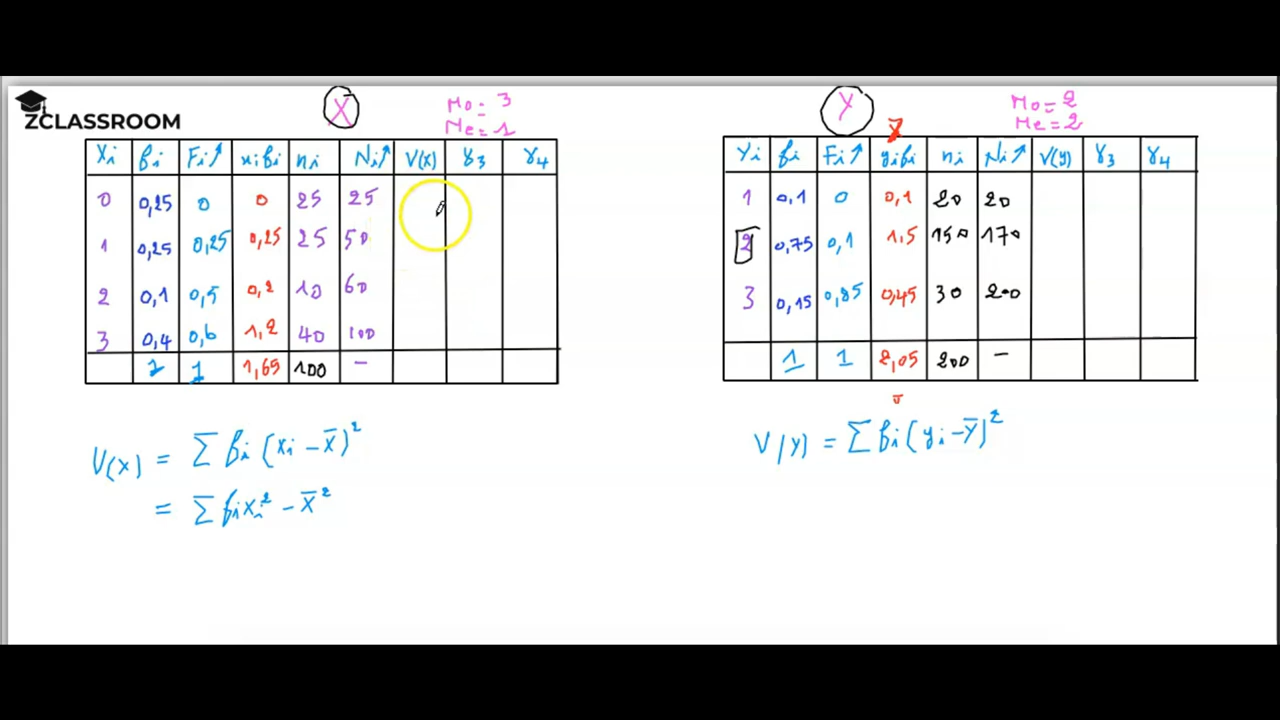 ZCLASSROOM
X
Mo = 3
Me = 1
Xi fi Fi↑ xifi ni Ni↑ V(X) γ3 γ4
0 0,25 0 0 25 25
1 0,25 0,25 0,25 25 50
2 0,1 0,5 0,2 10 60
3 0,4 0,6 1,2 40 100
1 1 1,65 100 –
V(X) = Σ fi (xi – X̄)²
= Σ fi xi² – X̄²
Y
Mo = 2
Me = 2
Yi fi Fi↑ yifi ni Ni↑ V(y) γ3 γ4
1 0,1 0 0,1 20 20
2 0,75 0,1 1.5 150 170
3 0,15 0,85 0,45 30 200
1 1 2,05 200 –
V(Y) = Σ fi (yi – Ȳ)²